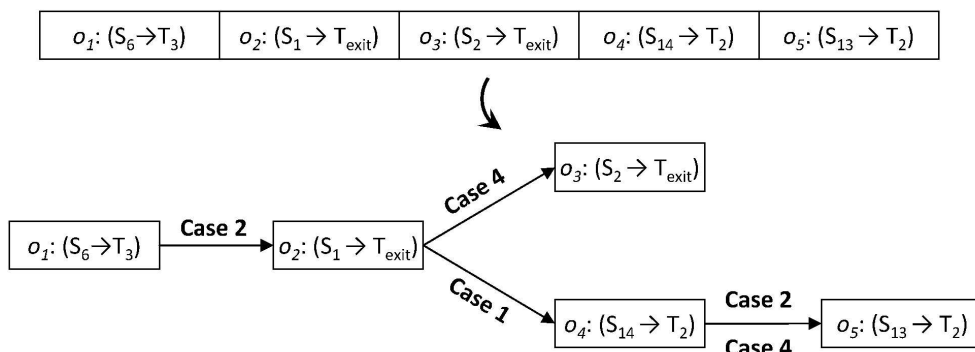 o₁: (S₆→T₃) o₂: (S₁ → Tₑₓᵢₜ) o₃: (S₂ → Tₑₓᵢₜ) o₄: (S₁₄ → T₂) o₅: (S₁₃ → T₂)
Case 4
o₃: (S₂ → Tₑₓᵢₜ)
o₁: (S₆→T₃)
Case 2
o₂: (S₁ → Tₑₓᵢₜ)
Case 1
o₄: (S₁₄ → T₂)
Case 2
Case 4
o₅: (S₁₃ → T₂)